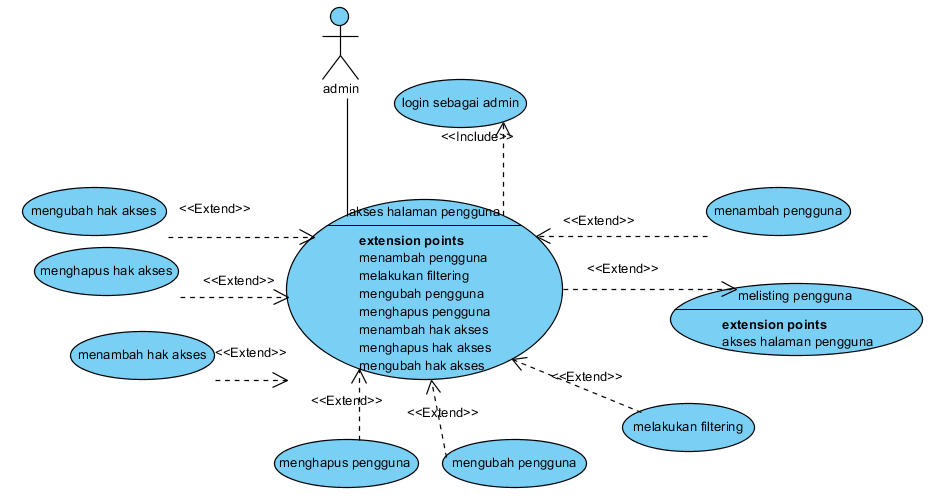 admin
login sebagai admin
<<Include>>
mengubah hak akses
<<Extend>>
akses halaman pengguna
<<Extend>>
menambah pengguna
extension points
menambah pengguna
melakukan filtering
mengubah pengguna
menghapus pengguna
menambah hak akses
menghapus hak akses
mengubah hak akses
menghapus hak akses
<<Extend>>
<<Extend>>
melisting pengguna
extension points
akses halaman pengguna
menambah hak akses
<<Extend>>
<<Extend>>
<<Extend>>
<<Extend>>
melakukan filtering
menghapus pengguna
mengubah pengguna